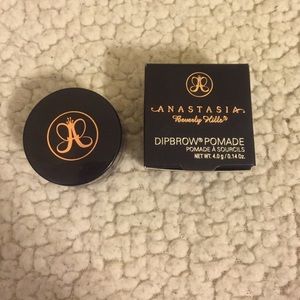 ANASTASIA
Beverly Hills®
DIPBROW® POMADE
POMADE À SOURCILS
NET WT. 4.0 g / 0.14 Oz.